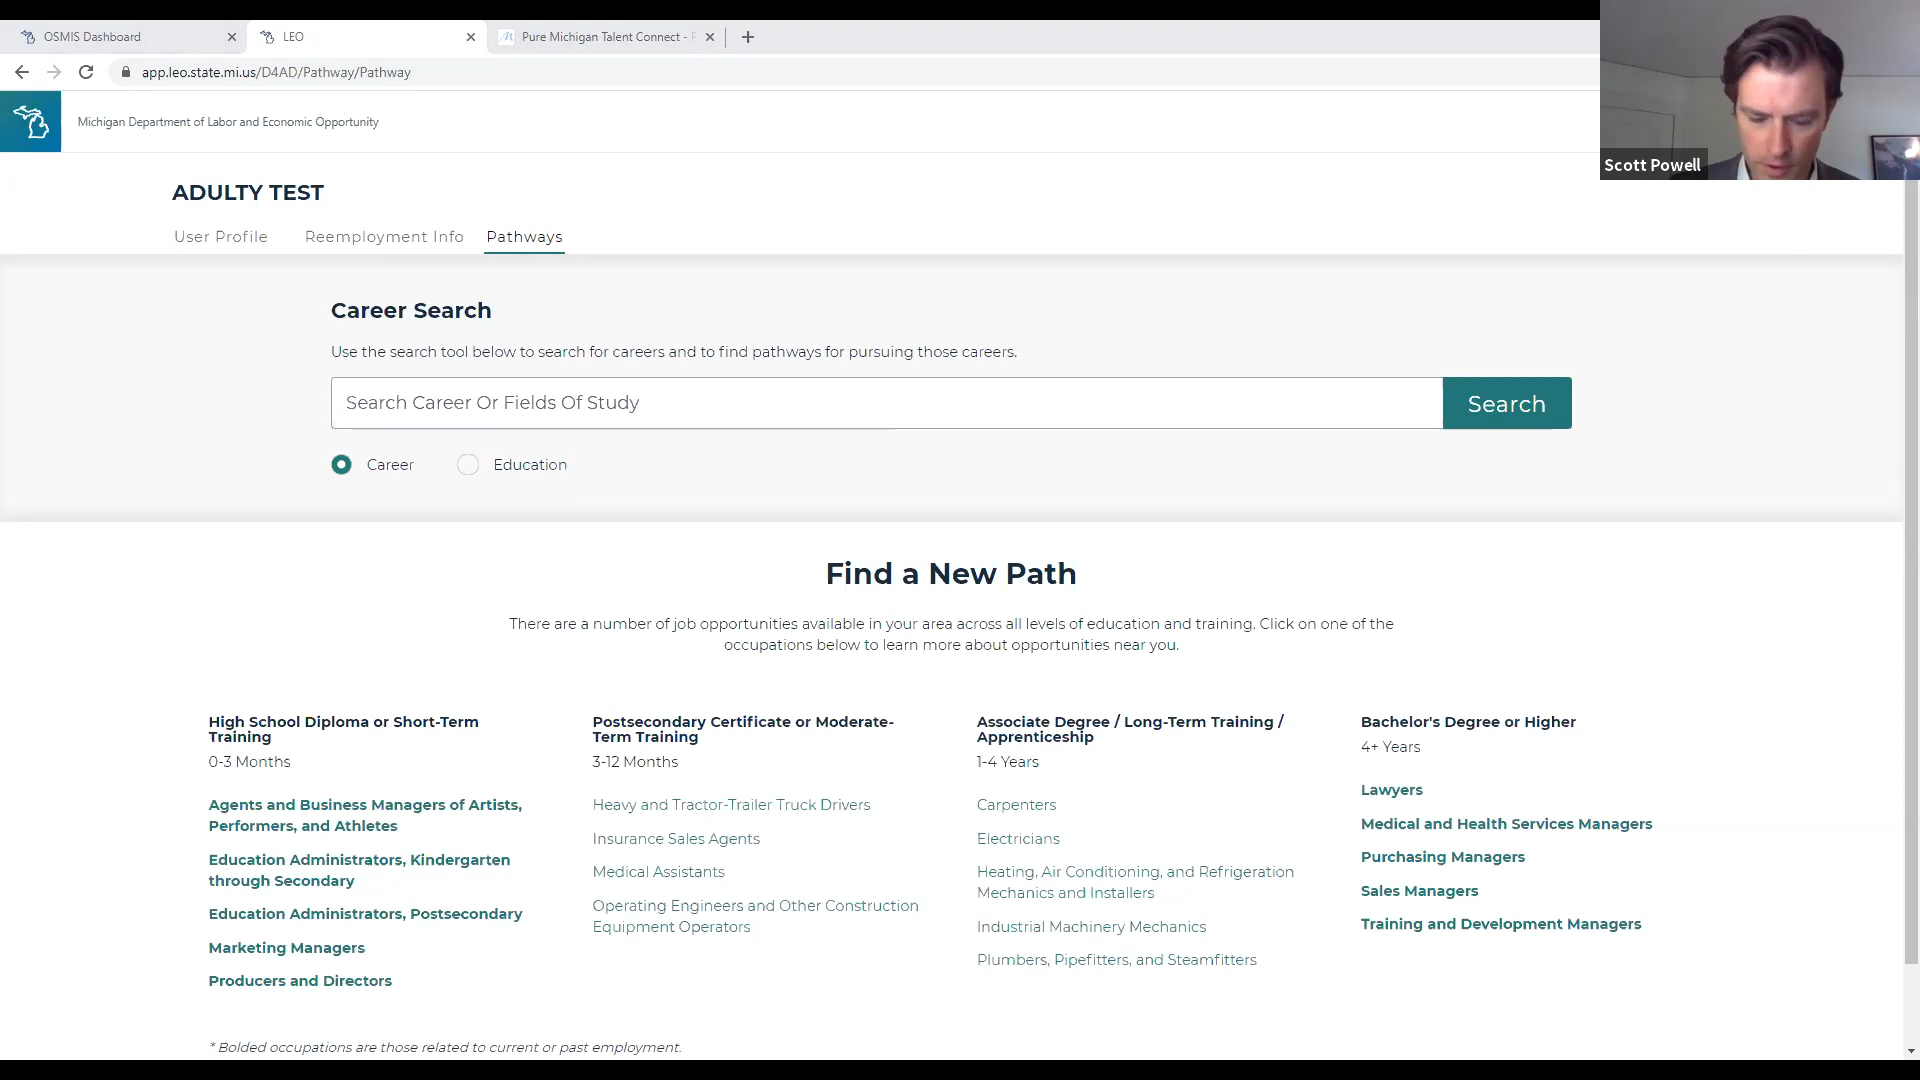 OSMIS Dashboard
LEO
Pure Michigan Talent Connect -
app.leo.state.mi.us/D4AD/Pathway/Pathway
Michigan Department of Labor and Economic Opportunity
Scott Powell
ADULTY TEST
User Profile Reemployment Info Pathways
Career Search
Use the search tool below to search for careers and to find pathways for pursuing those careers.
Search Career Or Fields Of Study
Search
Career Education
Find a New Path
There are a number of job opportunities available in your area across all levels of education and training. Click on one of the
occupations below to learn more about opportunities near you.
High School Diploma or Short-Term
Training
0-3 Months
Agents and Business Managers of Artists,
Performers, and Athletes
Education Administrators, Kindergarten
through Secondary
Education Administrators, Postsecondary
Marketing Managers
Producers and Directors
Postsecondary Certificate or Moderate-
Term Training
3-12 Months
Heavy and Tractor-Trailer Truck Drivers
Insurance Sales Agents
Medical Assistants
Operating Engineers and Other Construction
Equipment Operators
Associate Degree / Long-Term Training /
Apprenticeship
1-4 Years
Carpenters
Electricians
Heating, Air Conditioning, and Refrigeration
Mechanics and Installers
Industrial Machinery Mechanics
Plumbers, Pipefitters, and Steamfitters
Bachelor's Degree or Higher
4+ Years
Lawyers
Medical and Health Services Managers
Purchasing Managers
Sales Managers
Training and Development Managers
* Bolded occupations are those related to current or past employment.